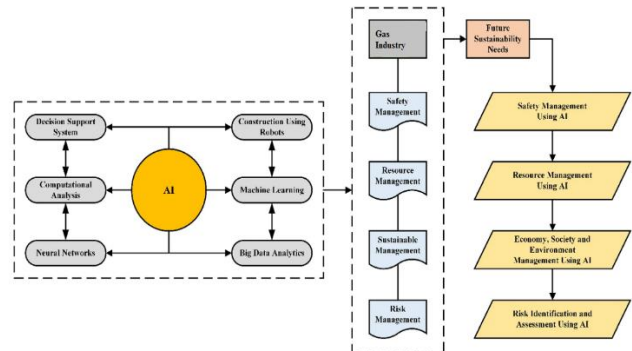 Decision Support
System
Construction Using
Robots
Computational
Analysis
AI
Machine Learning
Neural Networks
Big Data Analytics
Gas
Industry
Safety
Management
Resource
Management
Sustainable
Management
Risk
Management
Future
Sustainability
Needs
Safety Management
Using AI
Resource Management
Using AI
Economy, Society and
Environment
Management Using AI
Risk Identification and
Assessment Using AI